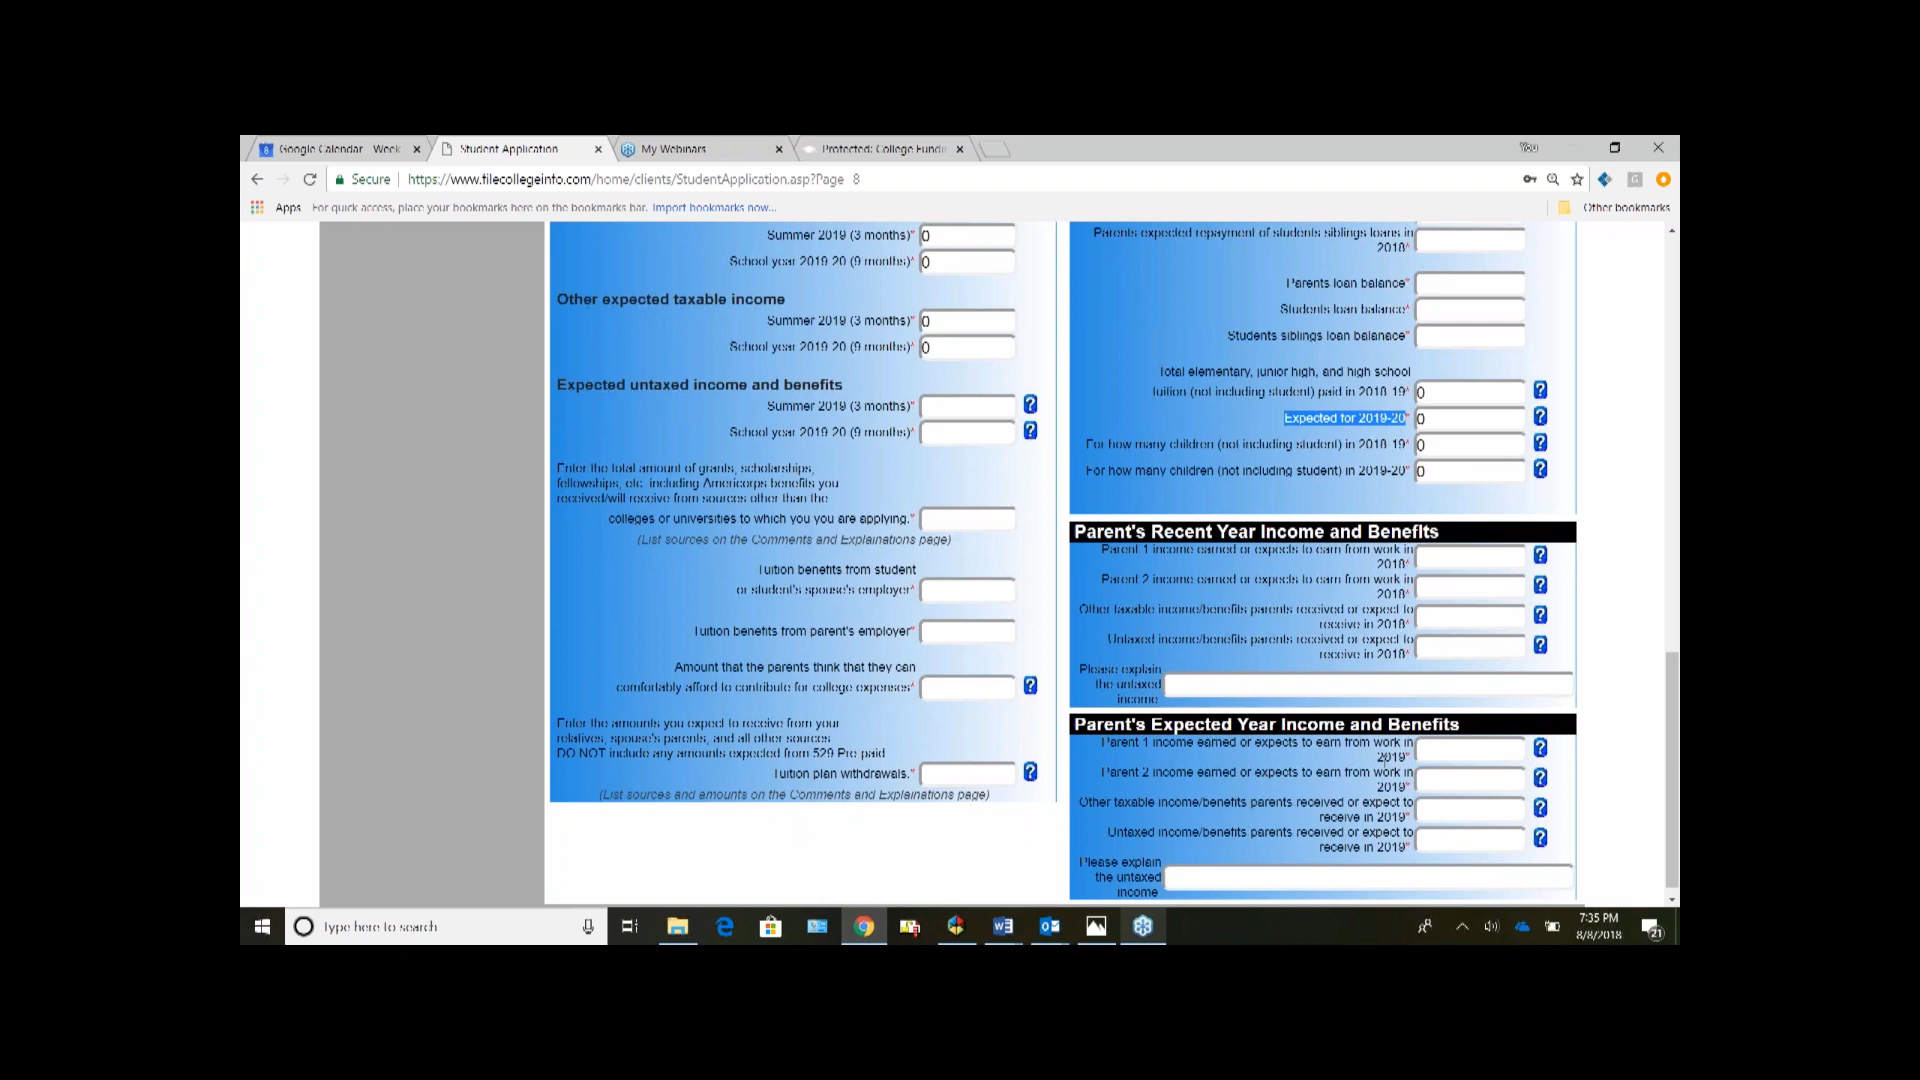 Google Calendar Week
Student Application
My Webinars
Protected: College Fundi
You
Secure
https://www.filecollegeinfo.com/home/clients/StudentApplication.asp?Page 8
Apps
For quick access, place your bookmarks here on the bookmarks bar. Import bookmarks now...
Other bookmarks
Summer 2019 (3 months)* 0
School year 2019-20 (9 months)* 0
Other expected taxable income
Summer 2019 (3 months)* 0
School year 2019-20 (9 months)* 0
Expected untaxed income and benefits
Summer 2019 (3 months)*
School year 2019-20 (9 months)*
Enter the total amount of grants, scholarships,
fellowships, etc. including Americorps benefits you
received/will receive from sources other than the
colleges or universities to which you you are applying.*
(List sources on the Comments and Explainations page)
Tuition benefits from student
or student's spouse's employer*
Tuition benefits from parent's employer*
Amount that the parents think that they can
comfortably afford to contribute for college expenses*
Enter the amounts you expect to receive from your
relatives, spouse's parents, and all other sources
DO NOT include any amounts expected from 529 Pre-paid
Tuition plan withdrawals.*
(List sources and amounts on the Comments and Explainations page)
Parents expected repayment of students siblings loans in
2018*
Parents loan balance*
Students loan balance*
Students siblings loan balanace*
Total elementary, junior high, and high school
tuition (not including student) paid in 2018-19* 0
Expected for 2019-20* 0
For how many children (not including student) in 2018-19* 0
For how many children (not including student) in 2019-20* 0
Parent's Recent Year Income and Benefits
Parent 1 income earned or expects to earn from work in
2018*
Parent 2 income earned or expects to earn from work in
2018*
Other taxable income/benefits parents received or expect to
receive in 2018*
Untaxed income/benefits parents received or expect to
receive in 2018*
Please explain
the untaxed
income
Parent's Expected Year Income and Benefits
Parent 1 income earned or expects to earn from work in
2019*
Parent 2 income earned or expects to earn from work in
2019*
Other taxable income/benefits parents received or expect to
receive in 2019*
Untaxed income/benefits parents received or expect to
receive in 2019*
Please explain
the untaxed
income
Type here to search
7:35 PM
8/8/2018
21